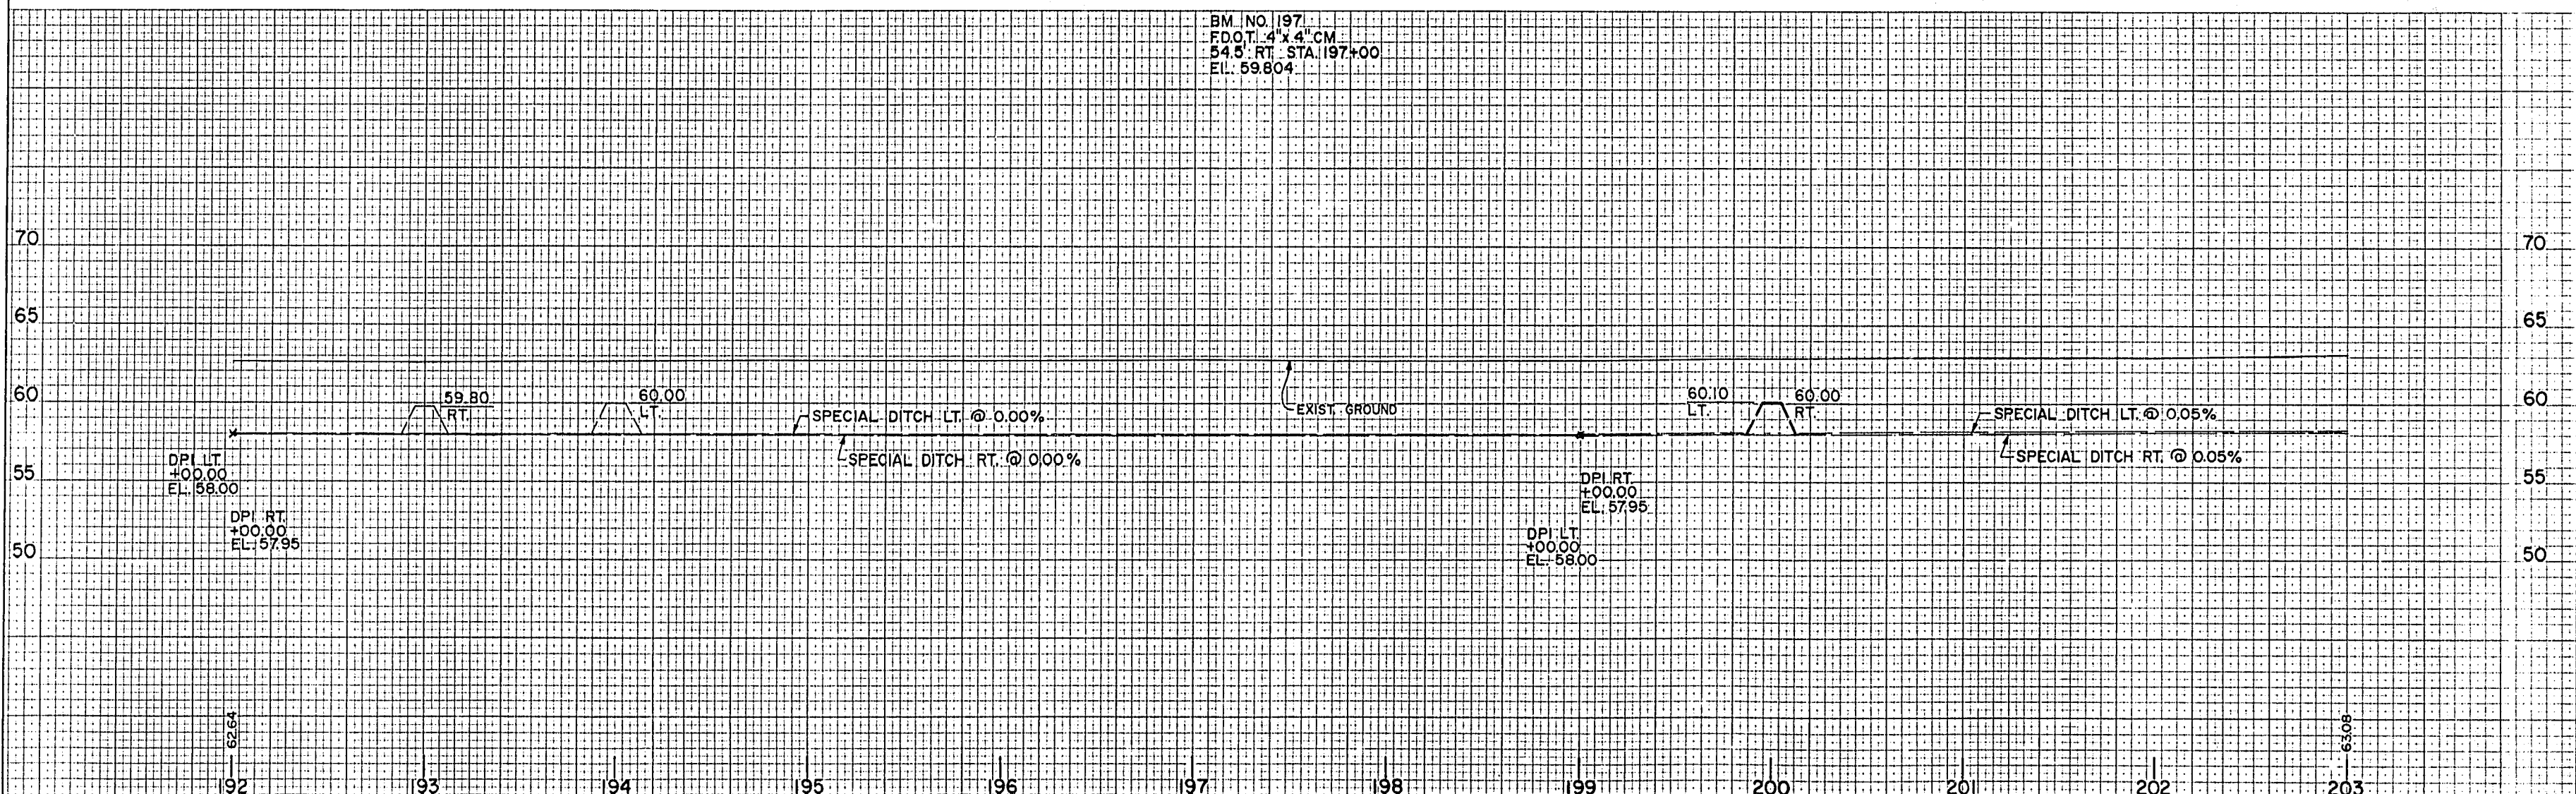 BM. NO. 197
F.D.O.T. 4"x 4" CM
54.5' RT. STA. 197+00
EL. 59.804
70
70
65
65
60
59.80
RT.
60.00
LT.
SPECIAL DITCH LT. @ 0.00%
EXIST. GROUND
60.10
LT.
60.00
RT.
SPECIAL DITCH LT. @ 0.05%
60
SPECIAL DITCH RT. @ 0.00%
SPECIAL DITCH RT. @ 0.05%
DPI LT.
+00.00
EL. 58.00
55
DPI RT.
+00.00
EL. 57.95
55
DPI RT.
+00.00
EL. 57.95
DPI LT.
+00.00
EL. 58.00
50
50
62.64
63.08
192
193
194
195
196
197
198
199
200
201
202
203